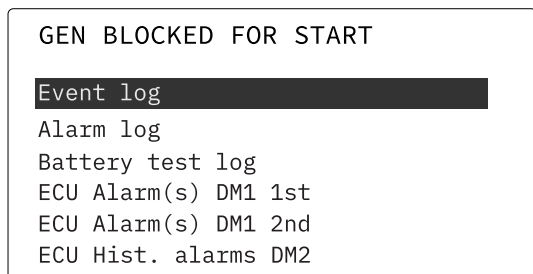 GEN BLOCKED FOR START
Event log
Alarm log
Battery test log
ECU Alarm(s) DM1 1st
ECU Alarm(s) DM1 2nd
ECU Hist. alarms DM2